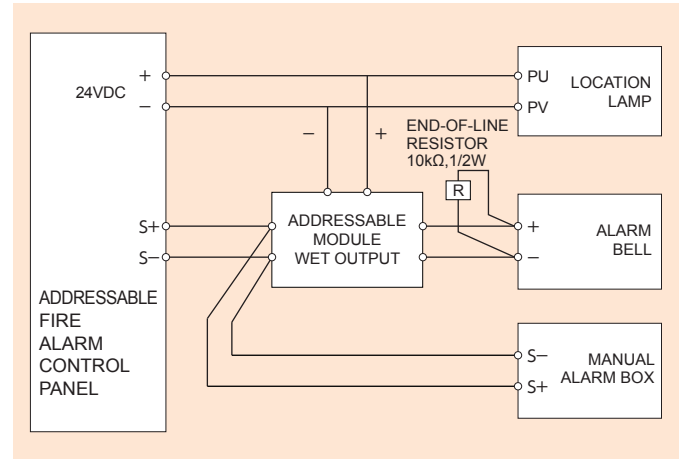 24VDC
+
−
S+
S−
ADDRESSABLE
FIRE
ALARM
CONTROL
PANEL
−
+
ADDRESSABLE
MODULE
WET OUTPUT
END-OF-LINE
RESISTOR
10kΩ,1/2W
R
PU
PV
LOCATION
LAMP
+
−
ALARM
BELL
S−
S+
MANUAL
ALARM BOX